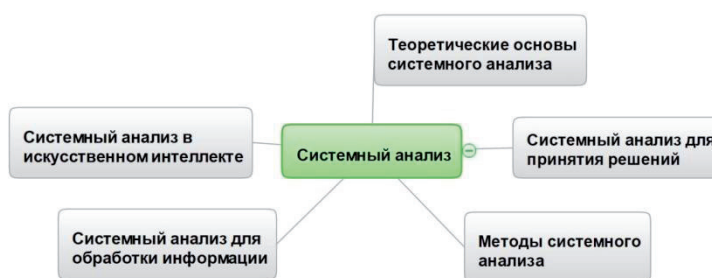 Теоретические основы
системного анализа
Системный анализ в
искусственном интеллекте
Системный анализ
Системный анализ для
принятия решений
Системный анализ для
обработки информации
Методы системного
анализа